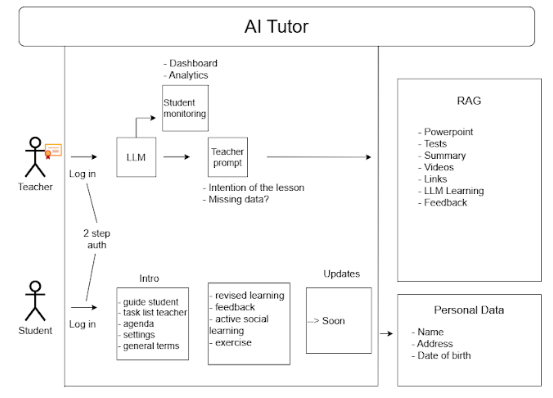 AI Tutor
- Dashboard
- Analytics
Student
monitoring
LLM
Teacher
prompt
Teacher
Log in
- Intention of the lesson
- Missing data?
2 step
auth
RAG
- Powerpoint
- Tests
- Summary
- Videos
- Links
- LLM Learning
- Feedback
Student
Log in
Intro
- guide student
- task list teacher
- agenda
- settings
- general terms
- revised learning
- feedback
- active social
learning
- exercise
Updates
--> Soon
Personal Data
- Name
- Address
- Date of birth